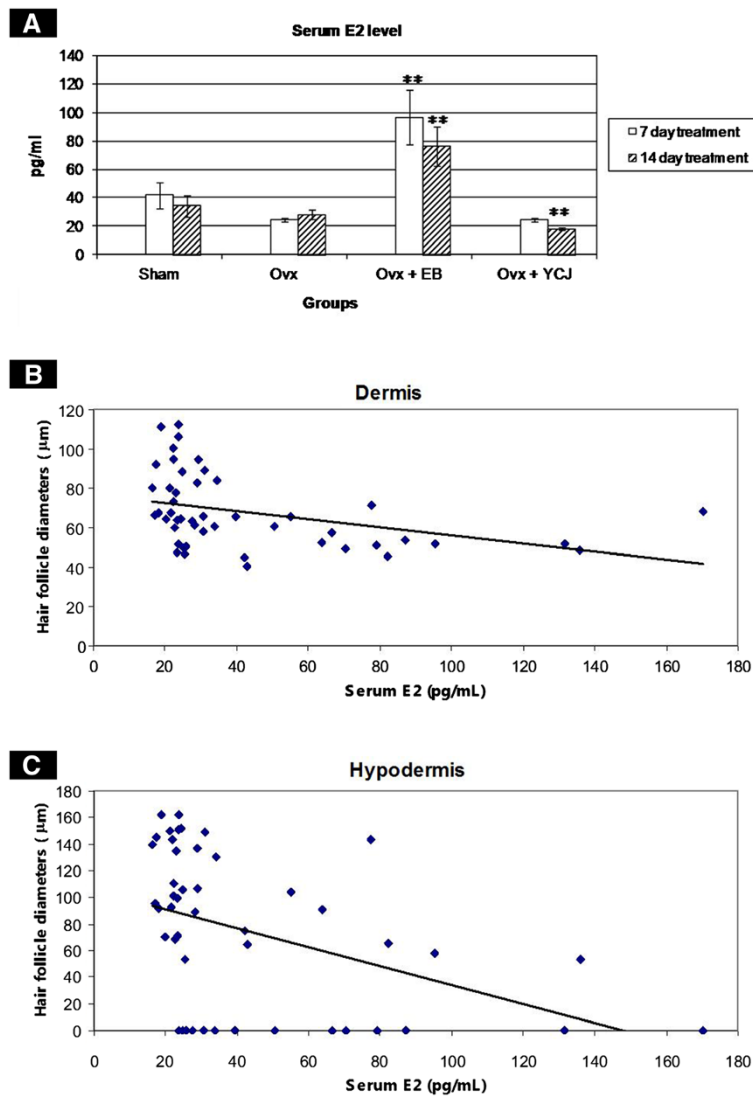 A
Serum E2 level
140
120
100
80
60
40
20
0
pg/ml
**
**
**
Sham Ovx Ovx + EB Ovx + YCJ
Groups
7 day treatment
14 day treatment
B
Dermis
120
100
80
60
40
20
0
Hair follicle diameters ( μm)
0 20 40 60 80 100 120 140 160 180
Serum E2 (pg/mL)
C
Hypodermis
180
160
140
120
100
80
60
40
20
0
Hair follicle diameters ( μm)
0 20 40 60 80 100 120 140 160 180
Serum E2 (pg/mL)